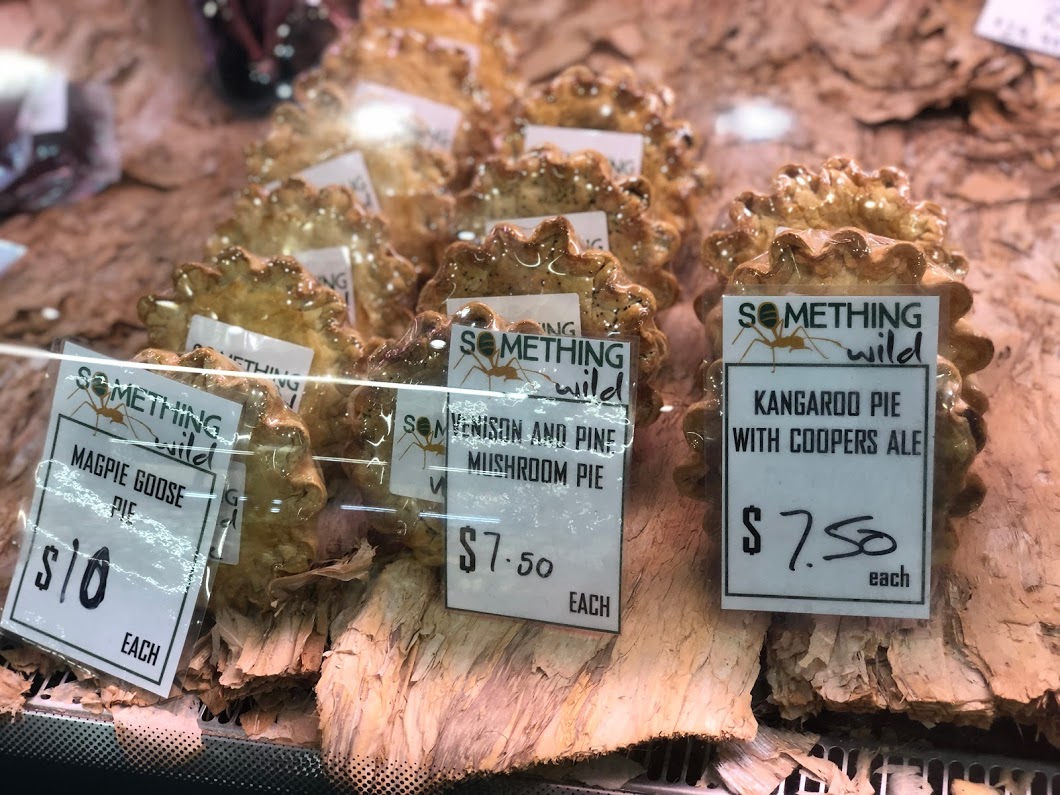 SOMETHING
wild
MAGPIE GOOSE
PIE
$10
EACH
SOMETHING
wild
VENISON AND PINE
MUSHROOM PIE
$7.50
EACH
SOMETHING
wild
KANGAROO PIE
WITH COOPERS ALE
$7.50
each
SOMETHING